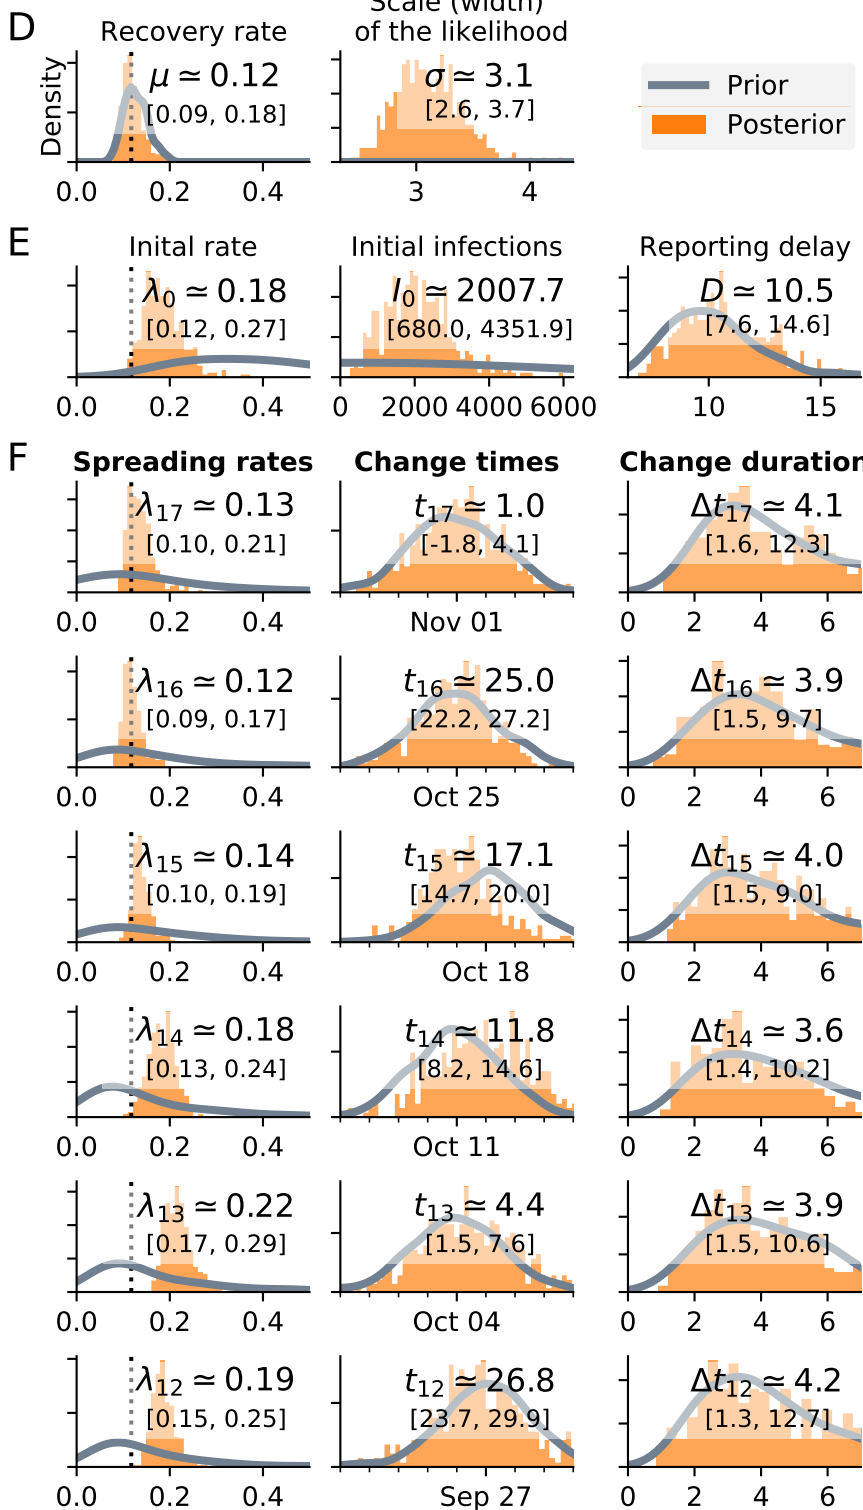 D
Recovery rate
Scale (width)
of the likelihood
Density
μ ≃ 0.12
[0.09, 0.18]
0.0 0.2 0.4
σ ≃ 3.1
[2.6, 3.7]
3 4
Prior
Posterior
E
Inital rate
λ0 ≃ 0.18
[0.12, 0.27]
0.0 0.2 0.4
Initial infections
I0 ≃ 2007.7
[680.0, 4351.9]
0 2000 4000 6000
Reporting delay
D ≃ 10.5
[7.6, 14.6]
10 15
F
Spreading rates
Change times
Change duration
λ17 ≃ 0.13
[0.10, 0.21]
0.0 0.2 0.4
t17 ≃ 1.0
[-1.8, 4.1]
Nov 01
Δt17 ≃ 4.1
[1.6, 12.3]
0 2 4 6
λ16 ≃ 0.12
[0.09, 0.17]
0.0 0.2 0.4
t16 ≃ 25.0
[22.2, 27.2]
Oct 25
Δt16 ≃ 3.9
[1.5, 9.7]
0 2 4 6
λ15 ≃ 0.14
[0.10, 0.19]
0.0 0.2 0.4
t15 ≃ 17.1
[14.7, 20.0]
Oct 18
Δt15 ≃ 4.0
[1.5, 9.0]
0 2 4 6
λ14 ≃ 0.18
[0.13, 0.24]
0.0 0.2 0.4
t14 ≃ 11.8
[8.2, 14.6]
Oct 11
Δt14 ≃ 3.6
[1.4, 10.2]
0 2 4 6
λ13 ≃ 0.22
[0.17, 0.29]
0.0 0.2 0.4
t13 ≃ 4.4
[1.5, 7.6]
Oct 04
Δt13 ≃ 3.9
[1.5, 10.6]
0 2 4 6
λ12 ≃ 0.19
[0.15, 0.25]
0.0 0.2 0.4
t12 ≃ 26.8
[23.7, 29.9]
Sep 27
Δt12 ≃ 4.2
[1.3, 12.7]
0 2 4 6